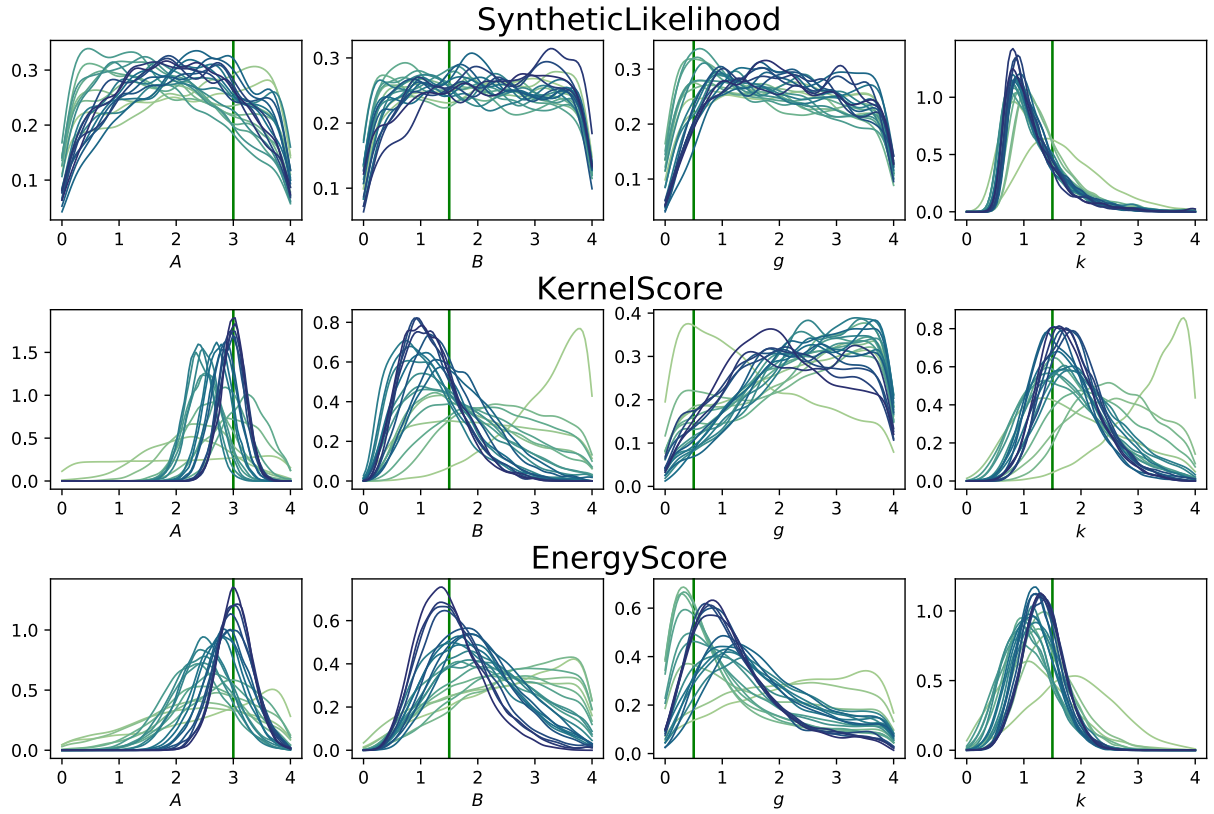 SyntheticLikelihood
0.3 0.2 0.1 0 1 2 3 4 A
0.3 0.2 0.1 0 1 2 3 4 B
0.3 0.2 0.1 0 1 2 3 4 g
1.0 0.5 0.0 0 1 2 3 4 k
KernelScore
1.5 1.0 0.5 0.0 0 1 2 3 4 A
0.8 0.6 0.4 0.2 0.0 0 1 2 3 4 B
0.4 0.3 0.2 0.1 0.0 0 1 2 3 4 g
0.8 0.6 0.4 0.2 0.0 0 1 2 3 4 k
EnergyScore
1.0 0.5 0.0 0 1 2 3 4 A
0.6 0.4 0.2 0.0 0 1 2 3 4 B
0.6 0.4 0.2 0.0 0 1 2 3 4 g
1.0 0.5 0.0 0 1 2 3 4 k